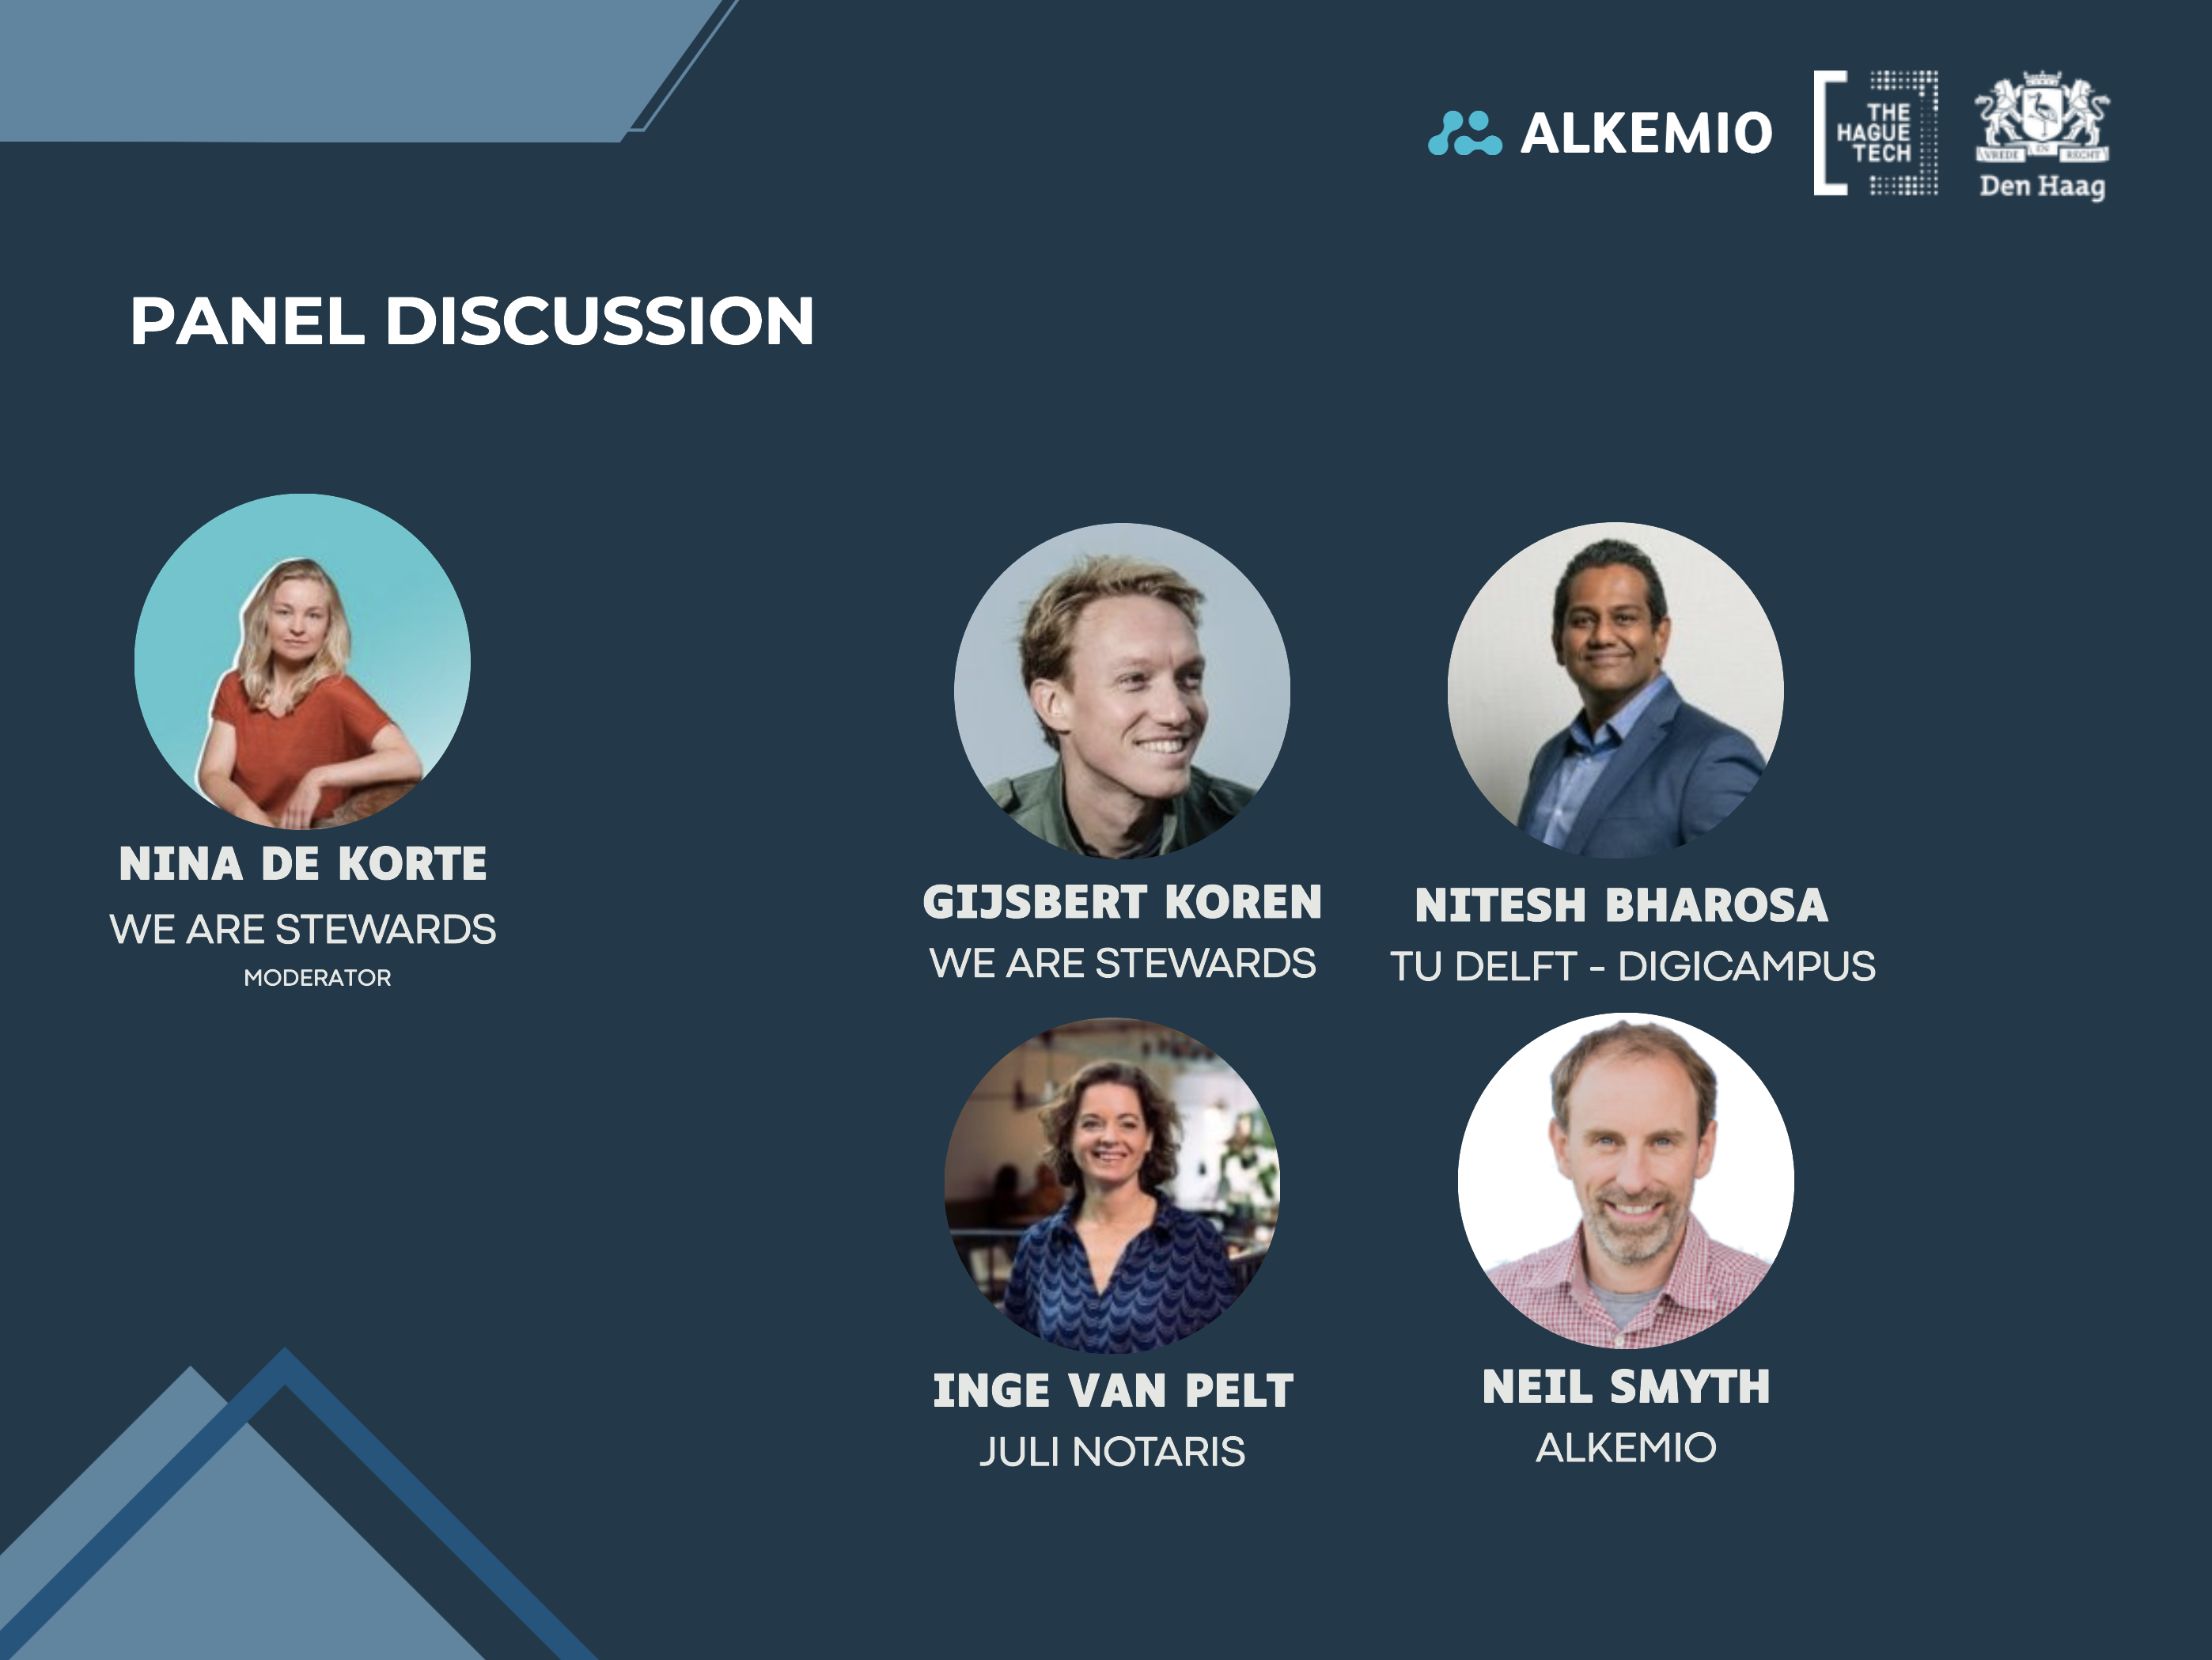 ALKEMIO
THE
HAGUE
TECH
VREDE EN RECHT
Den Haag
PANEL DISCUSSION
NINA DE KORTE
WE ARE STEWARDS
MODERATOR
GIJSBERT KOREN
WE ARE STEWARDS
NITESH BHAROSA
TU DELFT - DIGICAMPUS
INGE VAN PELT
JULI NOTARIS
NEIL SMYTH
ALKEMIO